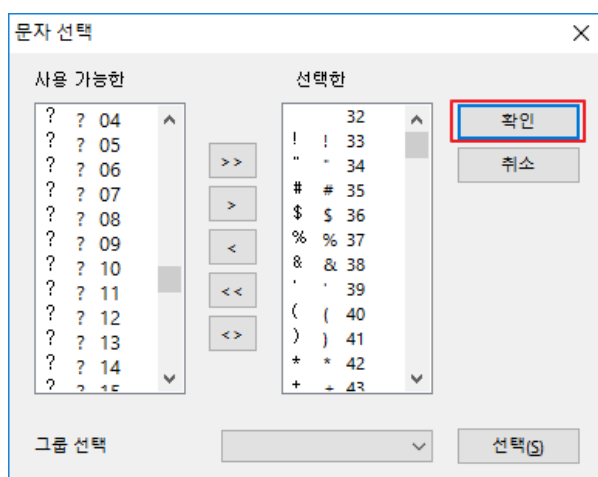 문자 선택
사용 가능한
선택한
? ? 04
? ? 05
? ? 06
? ? 07
? ? 08
? ? 09
? ? 10
? ? 11
? ? 12
? ? 13
? ? 14
? ? 15
>>
>
<
<<
<>
32
! ! 33
" " 34
# # 35
$ $ 36
% % 37
& & 38
' ' 39
( ( 40
) ) 41
* * 42
+ + 43
확인
취소
그룹 선택
선택(S)